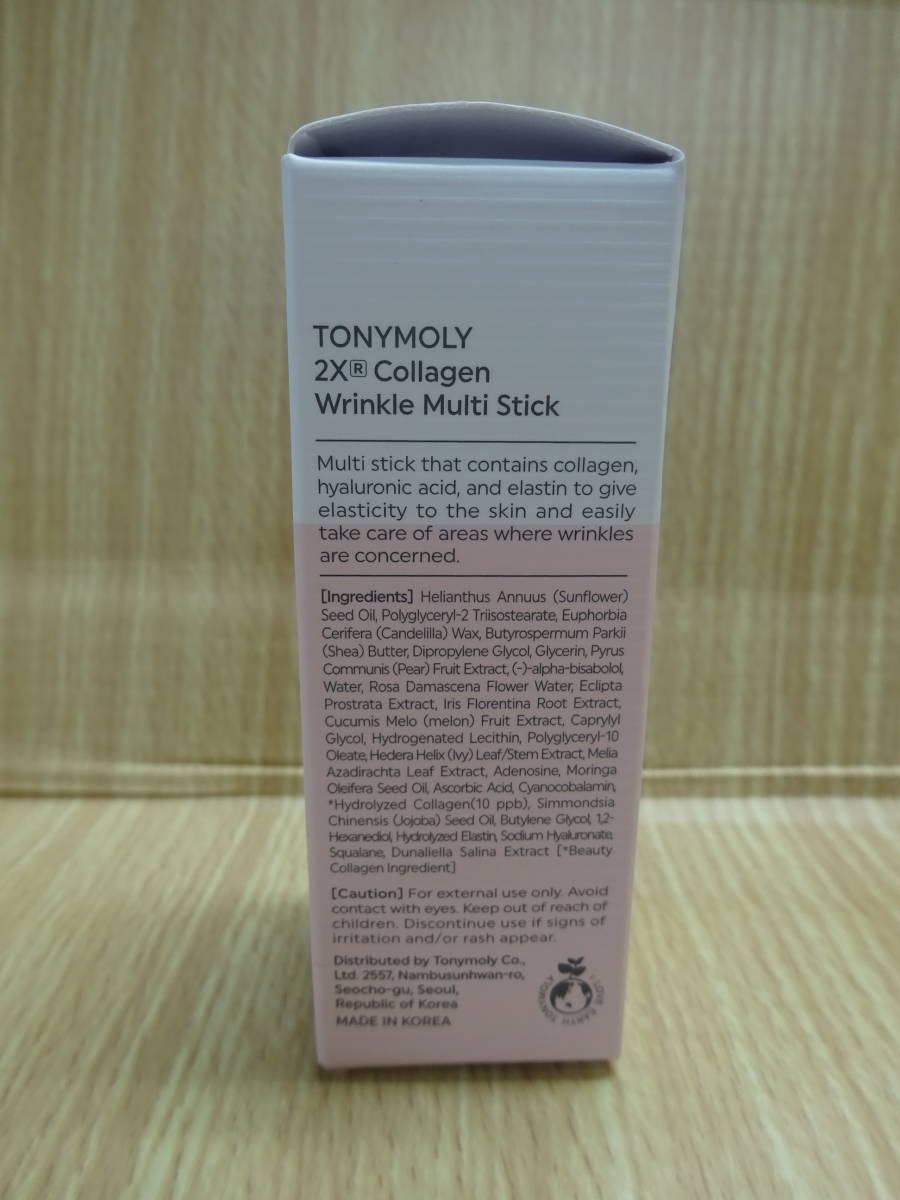 TONYMOLY
2X® Collagen
Wrinkle Multi Stick
Multi stick that contains collagen,
hyaluronic acid, and elastin to give
elasticity to the skin and easily
take care of areas where wrinkles
are concerned.
[Ingredients] Helianthus Annuus (Sunflower)
Seed Oil, Polyglyceryl-2 Triisostearate, Euphorbia
Cerifera (Candelilla) Wax, Butyrospermum Parkii
(Shea) Butter, Dipropylene Glycol, Glycerin, Pyrus
Communis (Pear) Fruit Extract, (-)-alpha-bisabolol,
Water, Rosa Damascena Flower Water, Eclipta
Prostrata Extract, Iris Florentina Root Extract,
Cucumis Melo (melon) Fruit Extract, Caprylyl
Glycol, Hydrogenated Lecithin, Polyglyceryl-10
Oleate, Hedera Helix (Ivy) Leaf/Stem Extract, Melia
Azadirachta Leaf Extract, Adenosine, Moringa
Oleifera Seed Oil, Ascorbic Acid, Cyanocobalamin,
*Hydrolyzed Collagen(10 ppb), Simmondsia
Chinensis (Jojoba) Seed Oil, Butylene Glycol, 1,2-
Hexanediol, Hydrolyzed Elastin, Sodium Hyaluronate,
Squalane, Dunaliella Salina Extract [*Beauty
Collagen Ingredient]
[Caution] For external use only. Avoid
contact with eyes. Keep out of reach of
children. Discontinue use if signs of
irritation and/or rash appear.
Distributed by Tonymoly Co.,
Ltd. 2557, Nambusunhwan-ro,
Seocho-gu, Seoul,
Republic of Korea
MADE IN KOREA
TONYMOLY I LOVE EARTH